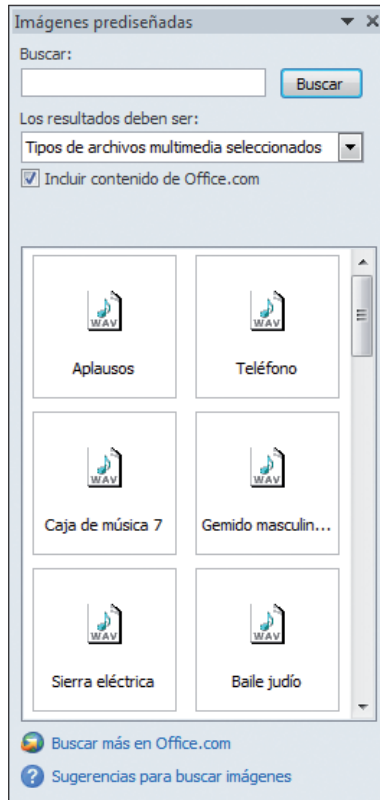 Imágenes prediseñadas
Buscar:
Buscar
Los resultados deben ser:
Tipos de archivos multimedia seleccionados
Incluir contenido de Office.com
WAV WAV
Aplausos Teléfono
WAV WAV
Caja de música 7 Gemido masculin...
WAV WAV
Sierra eléctrica Baile judío
Buscar más en Office.com
Sugerencias para buscar imágenes